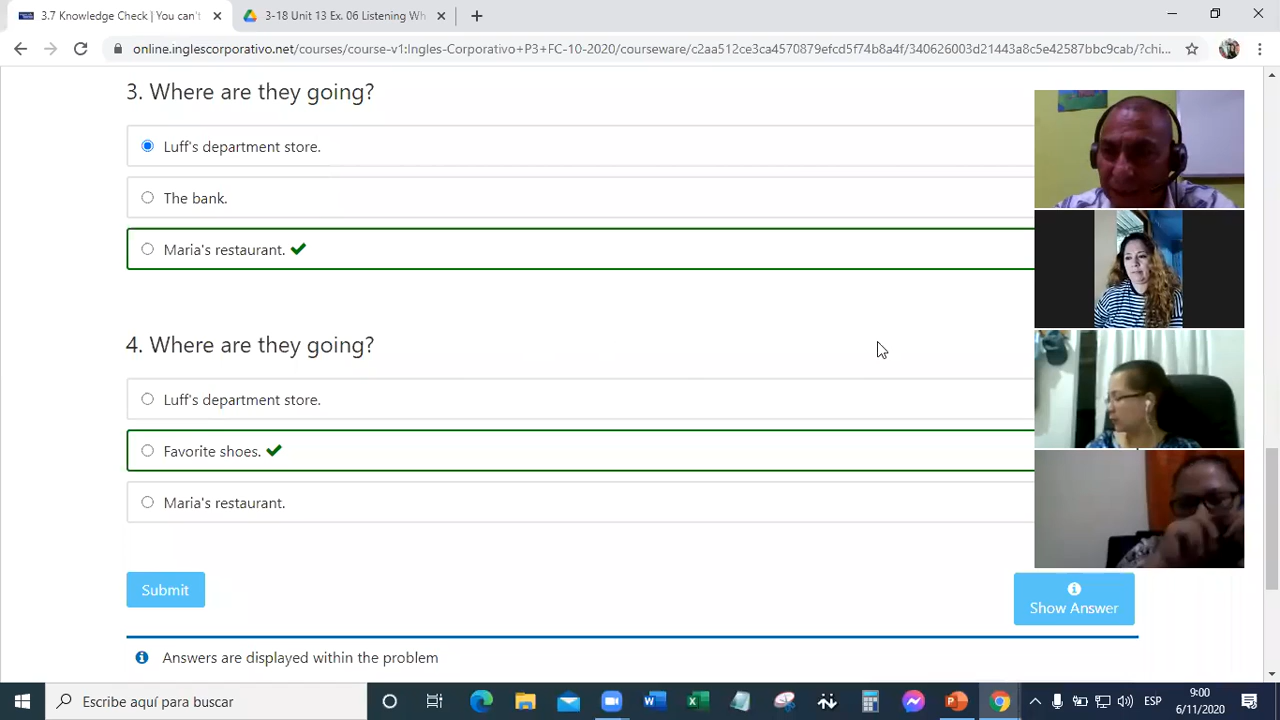 3.7 Knowledge Check | You can't
3-18 Unit 13 Ex. 06 Listening Wh
online.inglescorporativo.net/courses/course-v1:Ingles-Corporativo+P3+FC-10-2020/courseware/c2aa512ce3ca4570879efcd5f74b8a4f/340626003d21443a8c5e42587bbc9cab/?chi...
3. Where are they going?
Luff's department store.
The bank.
Maria's restaurant.
4. Where are they going?
Luff's department store.
Favorite shoes.
Maria's restaurant.
Submit
Show Answer
Answers are displayed within the problem
Escribe aquí para buscar
ESP
9:00
6/11/2020